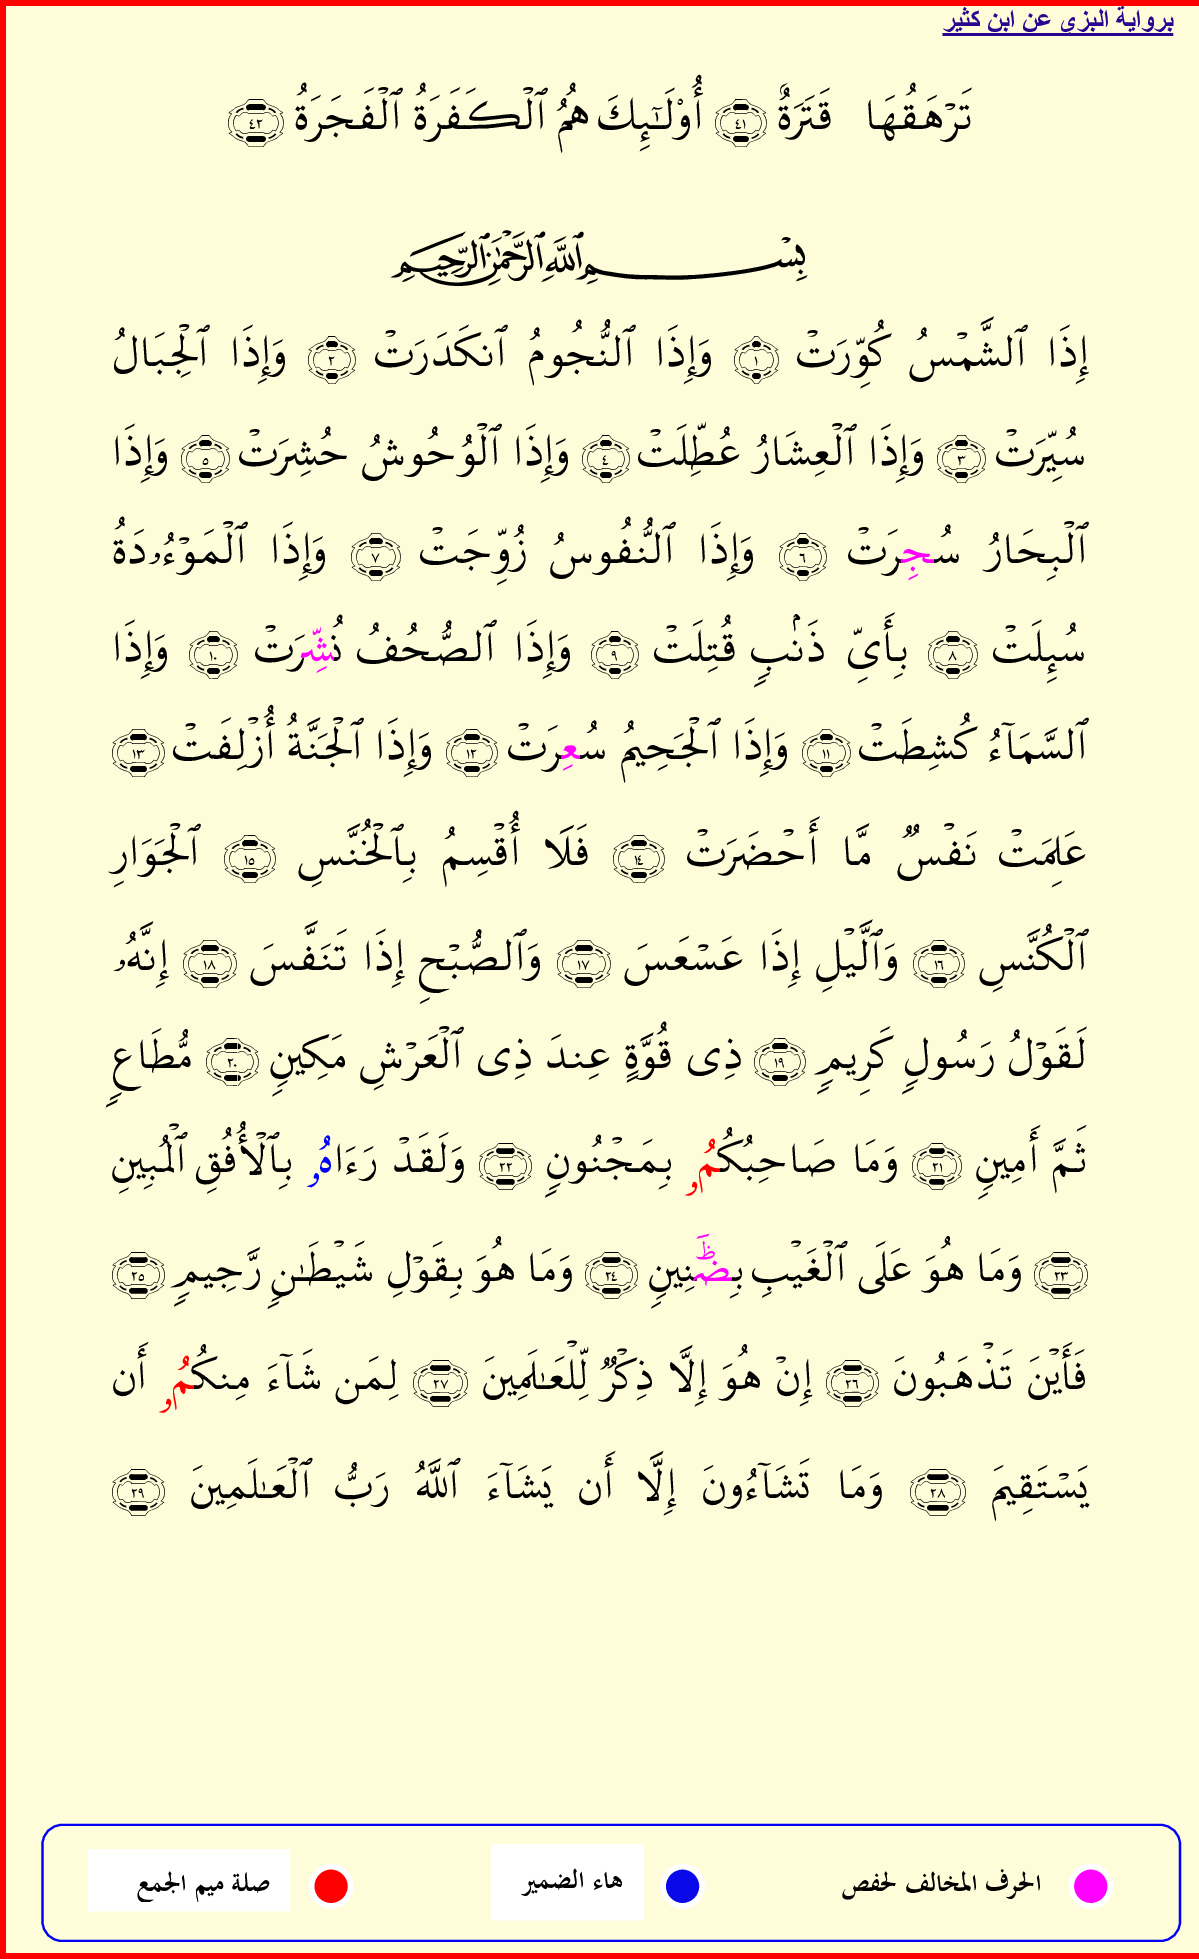 برواية البزي عن ابن كثير
تَرْهَقُهَا قَتَرَةٌ ٤١ أُوْلَٰٓئِكَ هُمُ ٱلْكَفَرَةُ ٱلْفَجَرَةُ ٤٢
بِسْمِ ٱللَّهِ ٱلرَّحْمَٰنِ ٱلرَّحِيمِ
إِذَا ٱلشَّمْسُ كُوِّرَتْ ١ وَإِذَا ٱلنُّجُومُ ٱنكَدَرَتْ ٢ وَإِذَا ٱلْجِبَالُ
سُيِّرَتْ ٣ وَإِذَا ٱلْعِشَارُ عُطِّلَتْ ٤ وَإِذَا ٱلْوُحُوشُ حُشِرَتْ ٥ وَإِذَا
ٱلْبِحَارُ سُجِرَتْ ٦ وَإِذَا ٱلنُّفُوسُ زُوِّجَتْ ٧ وَإِذَا ٱلْمَوْءُۥدَةُ
سُئِلَتْ ٨ بِأَىِّ ذَنۢبٍ قُتِلَتْ ٩ وَإِذَا ٱلصُّحُفُ نُشِّرَتْ ١٠ وَإِذَا
ٱلسَّمَآءُ كُشِطَتْ ١١ وَإِذَا ٱلْجَحِيمُ سُعِرَتْ ١٢ وَإِذَا ٱلْجَنَّةُ أُزْلِفَتْ ١٣
عَلِمَتْ نَفْسٌ مَّا أَحْضَرَتْ ١٤ فَلَا أُقْسِمُ بِٱلْخُنَّسِ ١٥ ٱلْجَوَارِ
ٱلْكُنَّسِ ١٦ وَٱلَّيْلِ إِذَا عَسْعَسَ ١٧ وَٱلصُّبْحِ إِذَا تَنَفَّسَ ١٨ إِنَّهُۥ
لَقَوْلُ رَسُولٍ كَرِيمٍ ١٩ ذِى قُوَّةٍ عِندَ ذِى ٱلْعَرْشِ مَكِينٍ ٢٠ مُّطَاعٍ
ثَمَّ أَمِينٍ ٢١ وَمَا صَاحِبُكُمُۥ بِمَجْنُونٍ ٢٢ وَلَقَدْ رَءَاهُۥ بِٱلْأُفُقِ ٱلْمُبِينِ
٢٣ وَمَا هُوَ عَلَى ٱلْغَيْبِ بِضَظَنِينٍ ٢٤ وَمَا هُوَ بِقَوْلِ شَيْطَٰنٍ رَّجِيمٍ ٢٥
فَأَيْنَ تَذْهَبُونَ ٢٦ إِنْ هُوَ إِلَّا ذِكْرٌ لِّلْعَٰلَمِينَ ٢٧ لِمَن شَآءَ مِنكُمُۥ أَن
يَسْتَقِيمَ ٢٨ وَمَا تَشَآءُونَ إِلَّا أَن يَشَآءَ ٱللَّهُ رَبُّ ٱلْعَٰلَمِينَ ٢٩
الحرف المخالف لحفص
هاء الضمير
صلة ميم الجمع